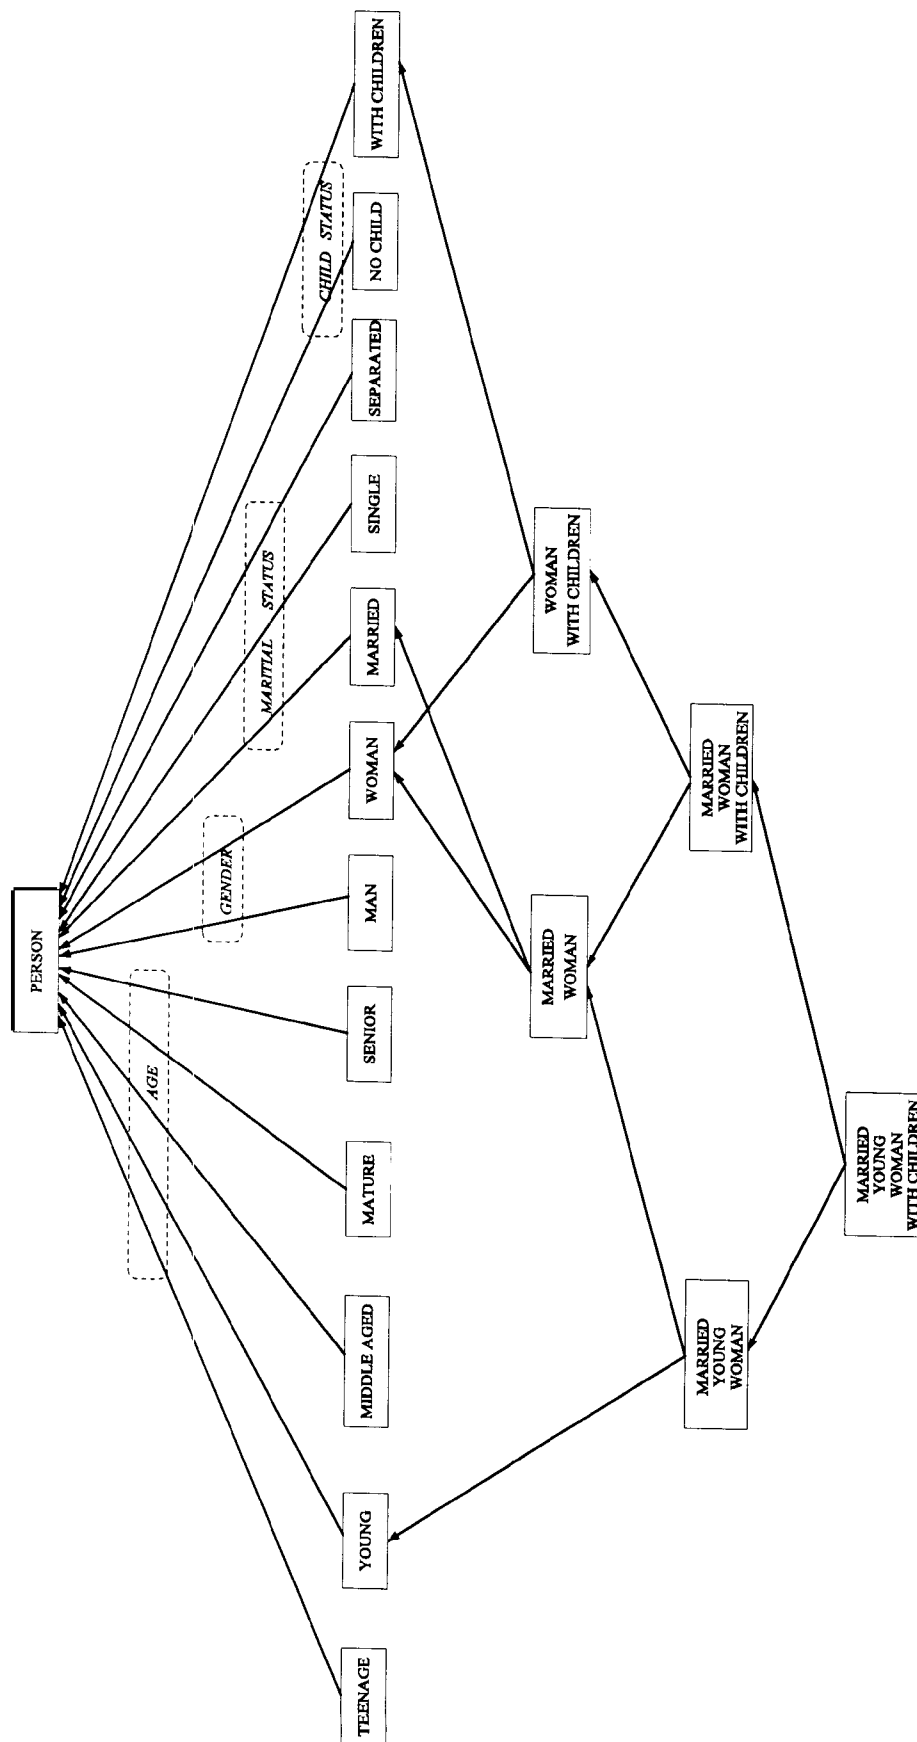 PERSON
AGE
GENDER
MARITIAL STATUS
CHILD STATUS
TEENAGE
YOUNG
MIDDLE AGED
MATURE
SENIOR
MAN
WOMAN
MARRIED
SINGLE
SEPARATED
NO CHILD
WITH CHILDREN
MARRIED
WOMAN
WOMAN
WITH CHILDREN
MARRIED
YOUNG
WOMAN
MARRIED
WOMAN
WITH CHILDREN
MARRIED
YOUNG
WOMAN
WITH CHILDREN